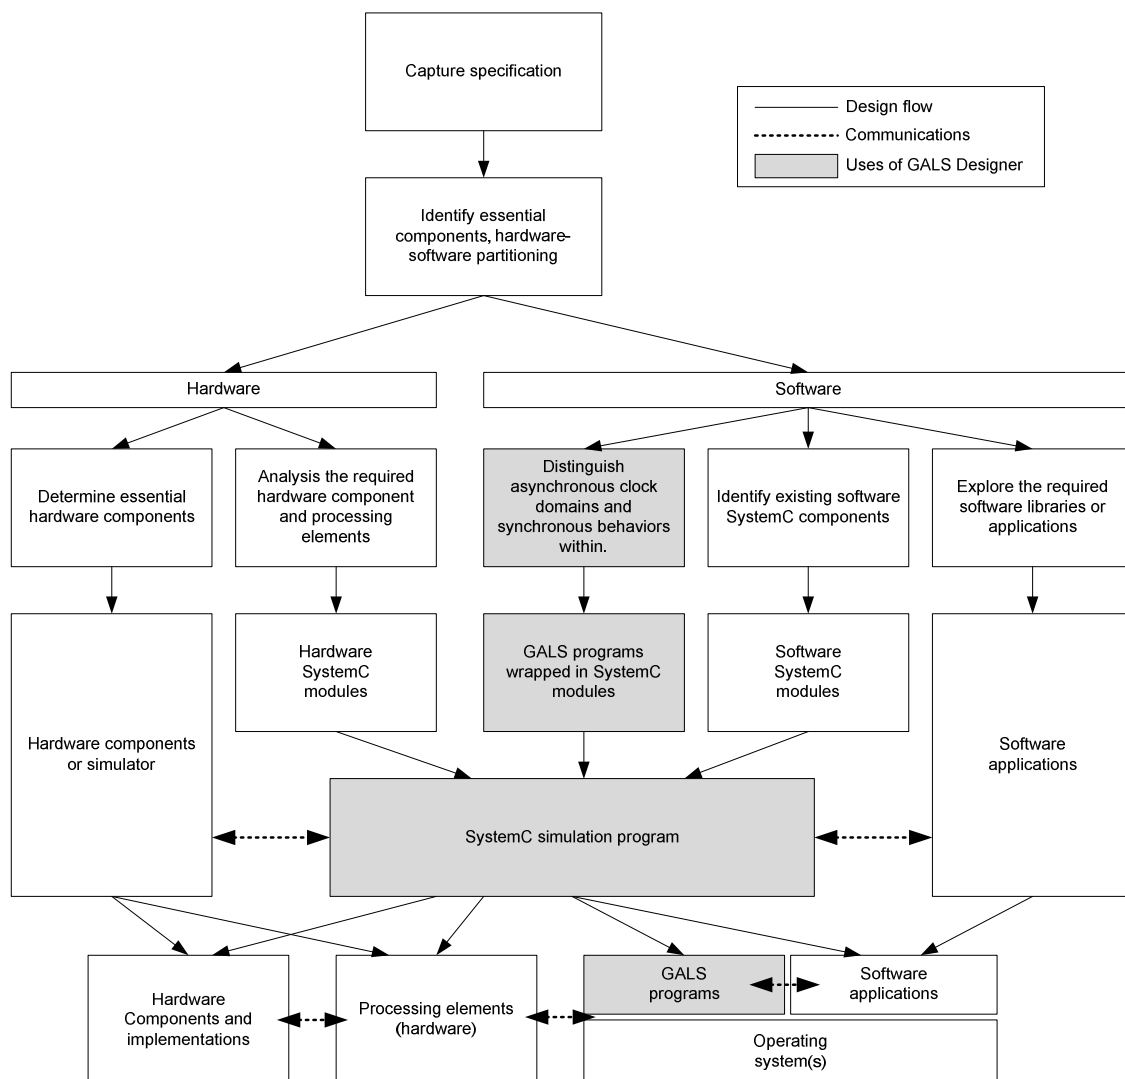 Capture specification
Design flow
Communications
Uses of GALS Designer
Identify essential
components, hardware-
software partitioning
Hardware
Software
Determine essential
hardware components
Analysis the required
hardware component
and processing
elements
Distinguish
asynchronous clock
domains and
synchronous behaviors
within.
Identify existing software
SystemC components
Explore the required
software libraries or
applications
Hardware components
or simulator
Hardware
SystemC
modules
GALS programs
wrapped in SystemC
modules
Software
SystemC
modules
Software
applications
SystemC simulation program
Hardware
Components and
implementations
Processing elements
(hardware)
GALS
programs
Software
applications
Operating
system(s)